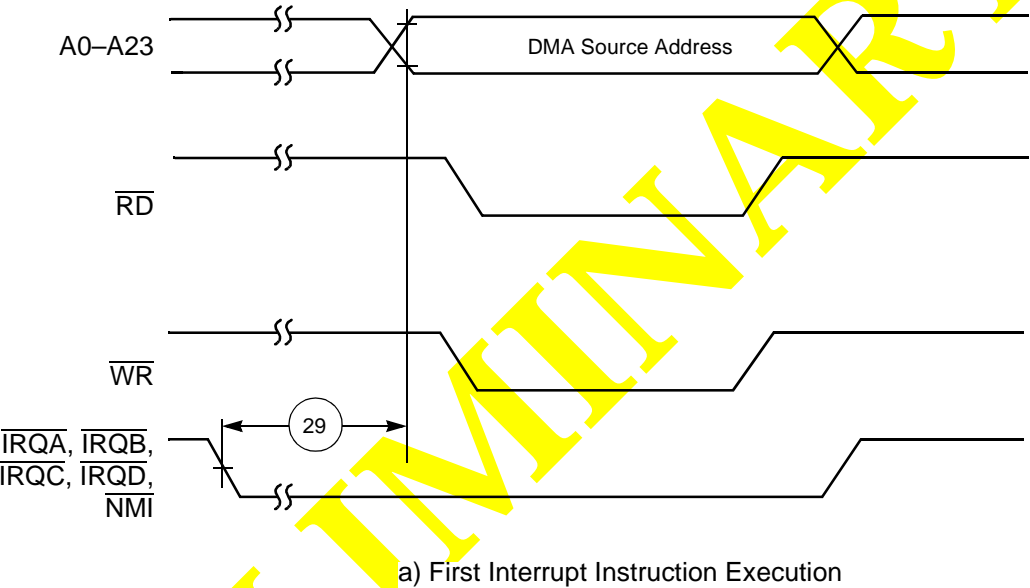 A0–A23
DMA Source Address
RD
WR
29
IRQA, IRQB,
IRQC, IRQD,
NMI
a) First Interrupt Instruction Execution